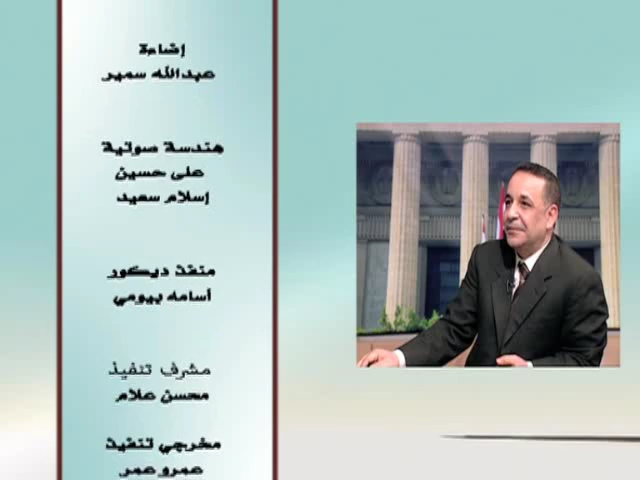 إضاءة
عبدالله سمير
هندسة صوتية
على حسين
إسلام سعيد
منفذ ديكور
أسامه بيومي
مشرف تنفيذ
محسن علام
مخرجي تنفيذ
عمرو عمر